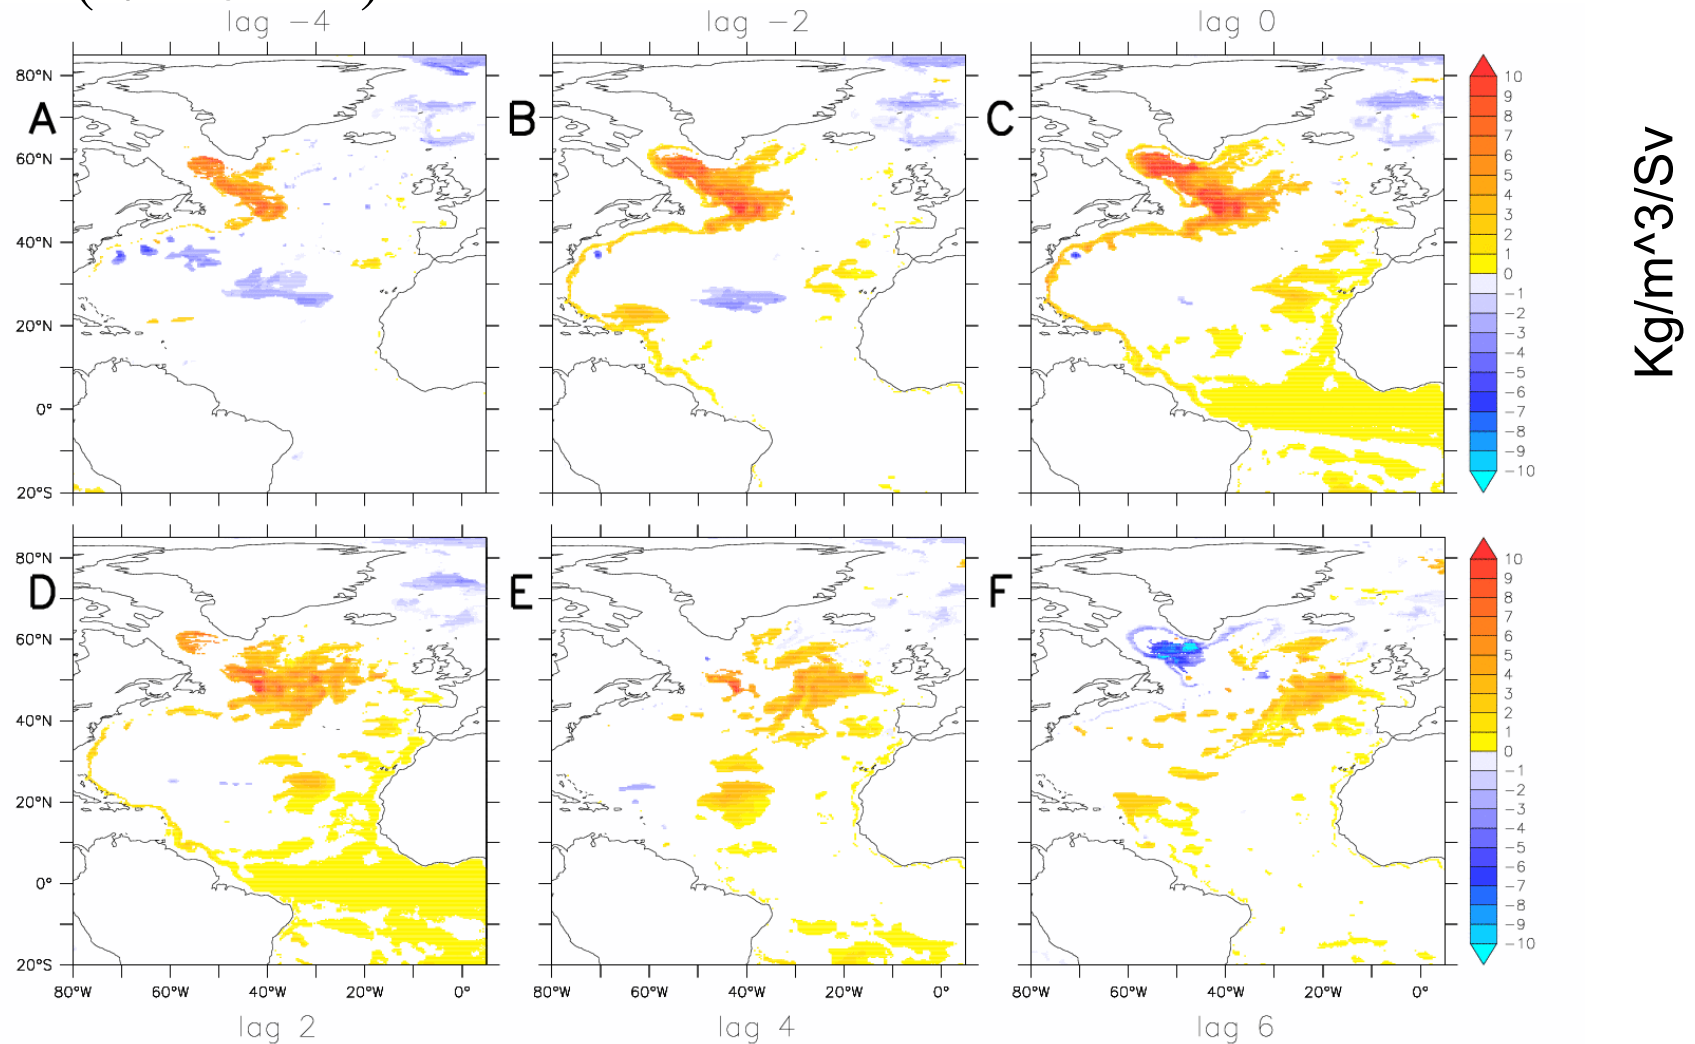 lag −4
lag −2
lag 0
A
B
C
80°N
60°N
40°N
20°N
0°
20°S
10
9
8
7
6
5
4
3
2
1
0
−1
−2
−3
−4
−5
−6
−7
−8
−9
−10
Kg/m^3/Sv
D
E
F
80°N
60°N
40°N
20°N
0°
20°S
10
9
8
7
6
5
4
3
2
1
0
−1
−2
−3
−4
−5
−6
−7
−8
−9
−10
80°W 60°W 40°W 20°W 0°
80°W 60°W 40°W 20°W 0°
80°W 60°W 40°W 20°W 0°
lag 2
lag 4
lag 6